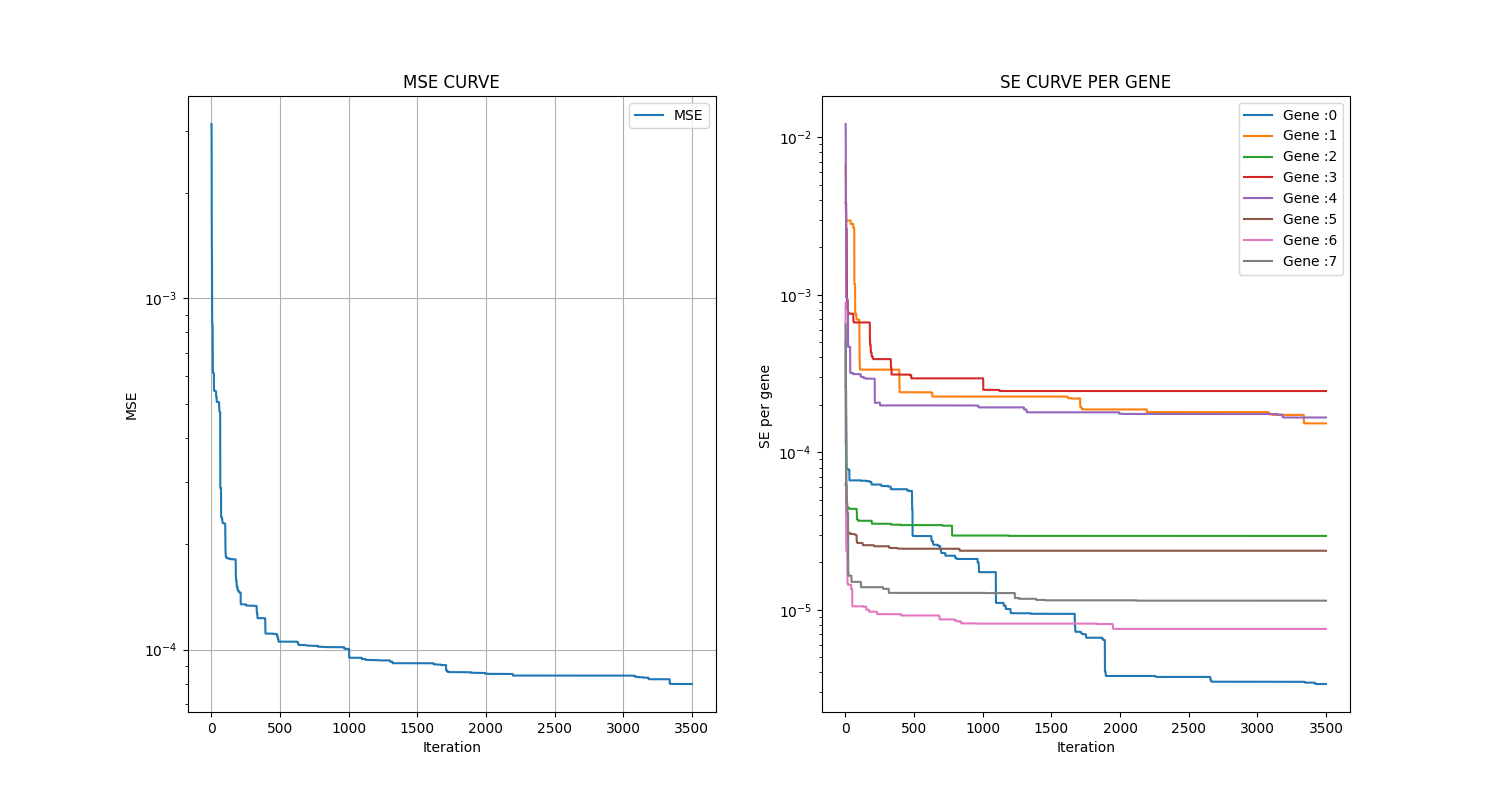 MSE CURVE
MSE
10^-3
10^-4
MSE
0 500 1000 1500 2000 2500 3000 3500
Iteration
SE CURVE PER GENE
Gene :0
Gene :1
Gene :2
Gene :3
Gene :4
Gene :5
Gene :6
Gene :7
10^-2
10^-3
10^-4
10^-5
SE per gene
0 500 1000 1500 2000 2500 3000 3500
Iteration